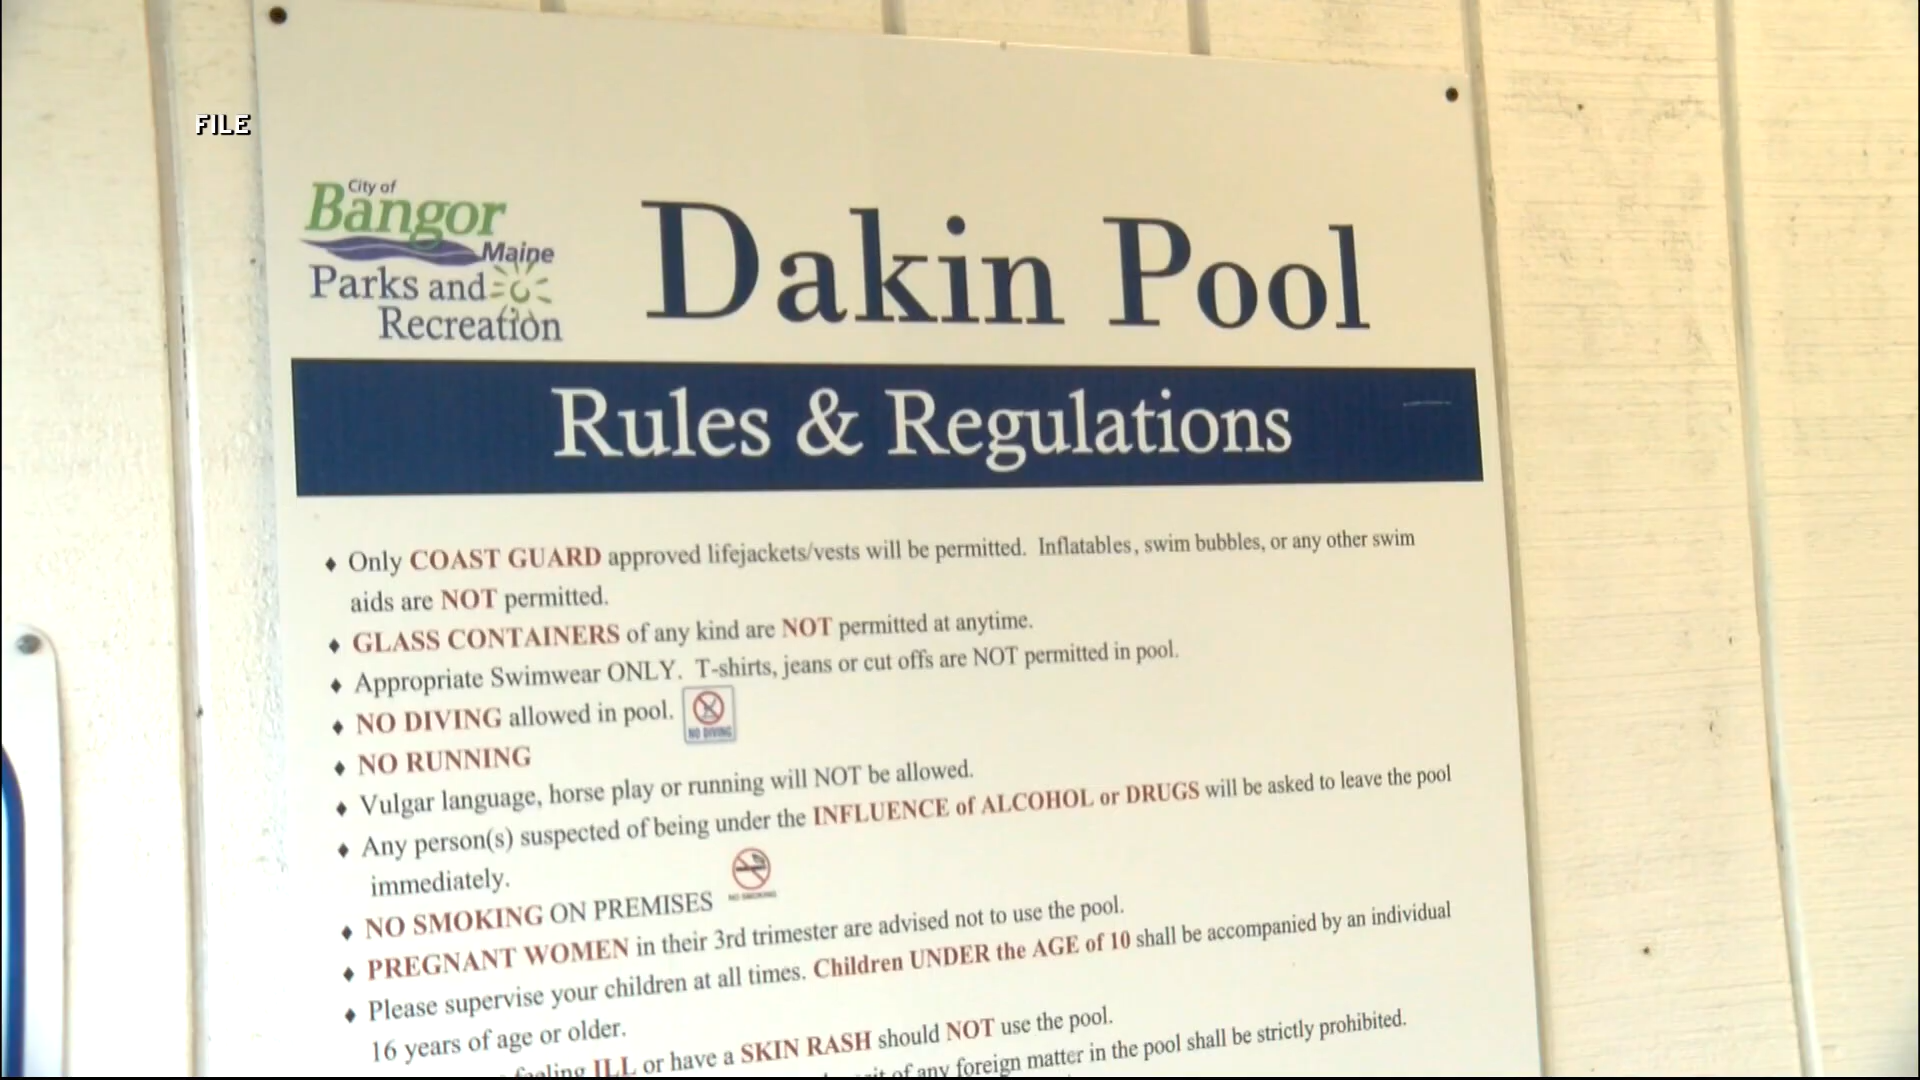 FILE
City of
Bangor
Maine
Parks and
Recreation
Dakin Pool
Rules & Regulations
♦ Only COAST GUARD approved lifejackets/vests will be permitted. Inflatables, swim bubbles, or any other swim
aids are NOT permitted.
♦ GLASS CONTAINERS of any kind are NOT permitted at anytime.
♦ Appropriate Swimwear ONLY. T-shirts, jeans or cut offs are NOT permitted in pool.
♦ NO DIVING allowed in pool.
NO DIVING
♦ NO RUNNING
♦ Vulgar language, horse play or running will NOT be allowed.
♦ Any person(s) suspected of being under the INFLUENCE of ALCOHOL or DRUGS will be asked to leave the pool
immediately.
♦ NO SMOKING ON PREMISES
NO SMOKING
♦ PREGNANT WOMEN in their 3rd trimester are advised not to use the pool.
♦ Please supervise your children at all times. Children UNDER the AGE of 10 shall be accompanied by an individual
16 years of age or older.
feeling ILL or have a SKIN RASH should NOT use the pool.
of any foreign matter in the pool shall be strictly prohibited.